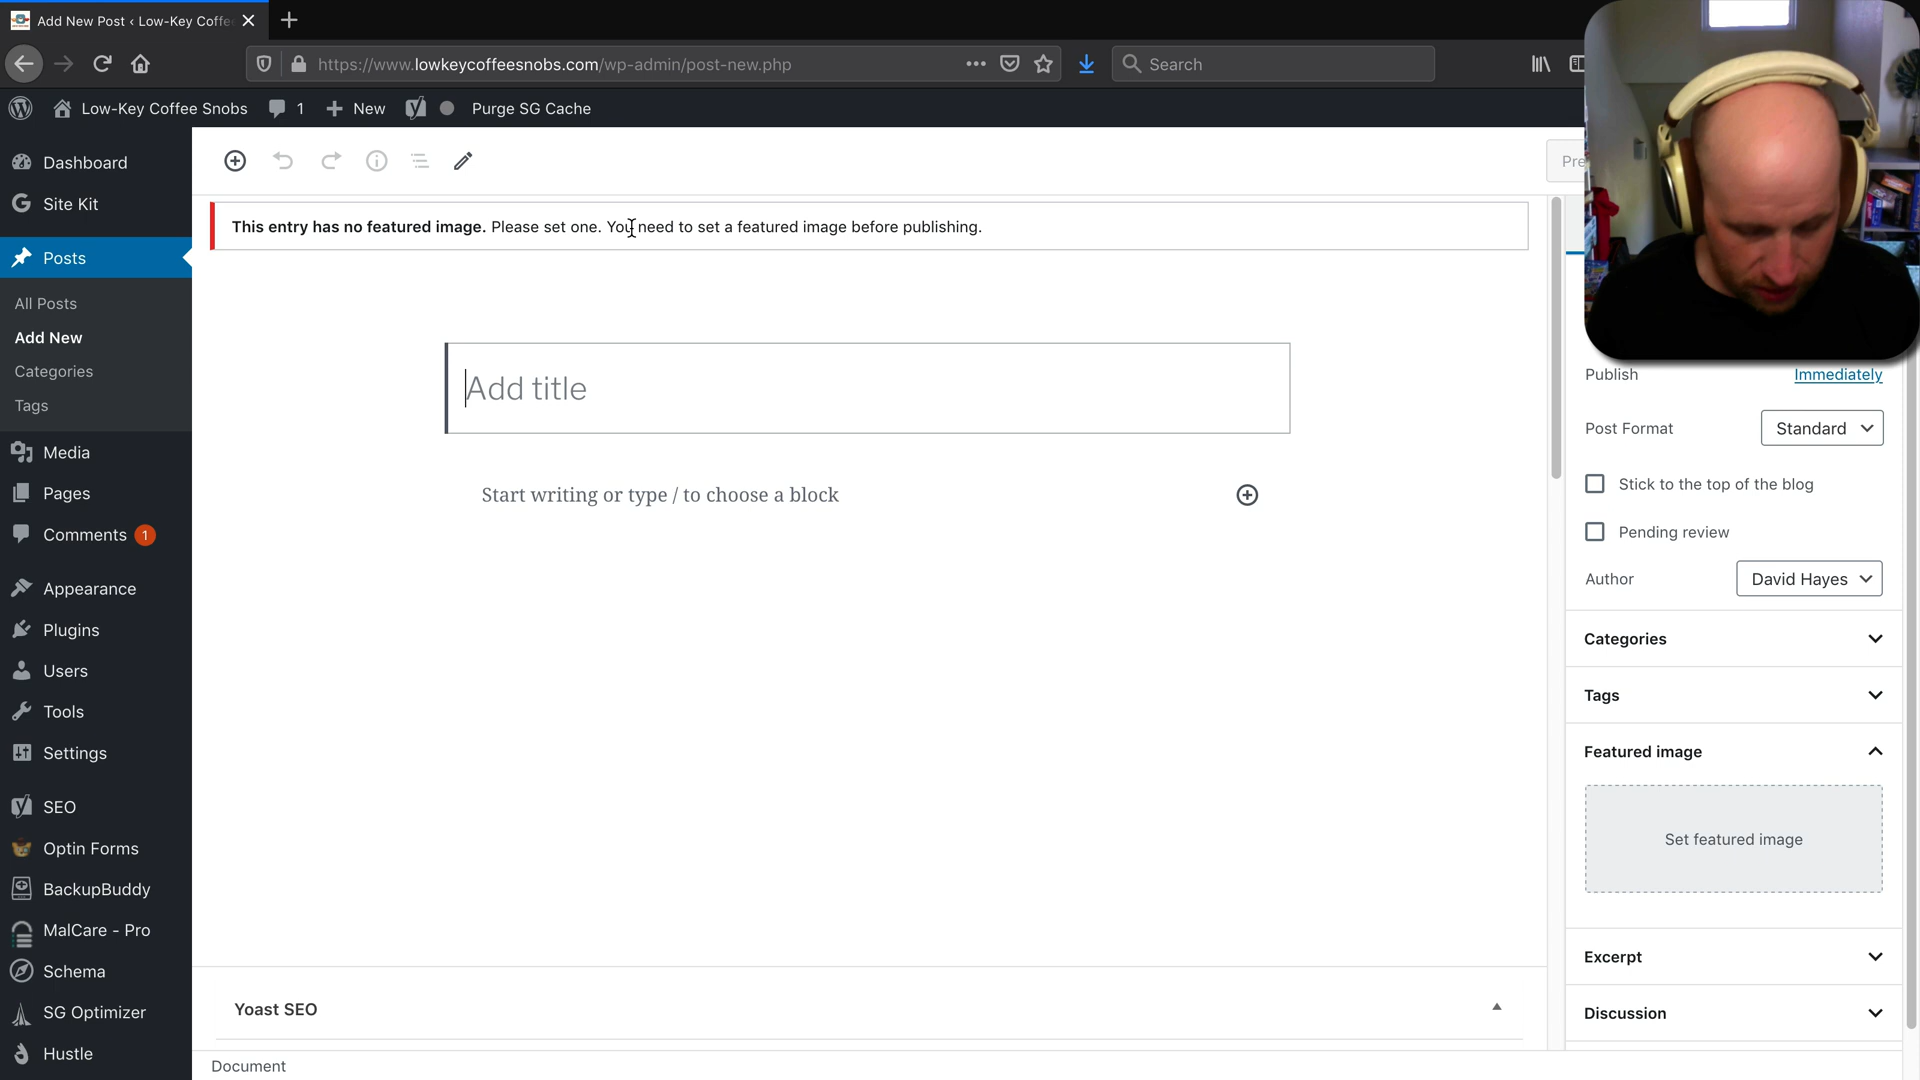 Add New Post ‹ Low-Key Coffe
https://www.lowkeycoffeesnobs.com/wp-admin/post-new.php
Search
Low-Key Coffee Snobs
1
New
Purge SG Cache
Dashboard
Site Kit
Posts
All Posts
Add New
Categories
Tags
Media
Pages
Comments 1
Appearance
Plugins
Users
Tools
Settings
SEO
Optin Forms
BackupBuddy
MalCare - Pro
Schema
SG Optimizer
Hustle
Pre
This entry has no featured image. Please set one. You need to set a featured image before publishing.
Add title
Start writing or type / to choose a block
Yoast SEO
Document
Publish Immediately
Post Format Standard
Stick to the top of the blog
Pending review
Author David Hayes
Categories
Tags
Featured image
Set featured image
Excerpt
Discussion